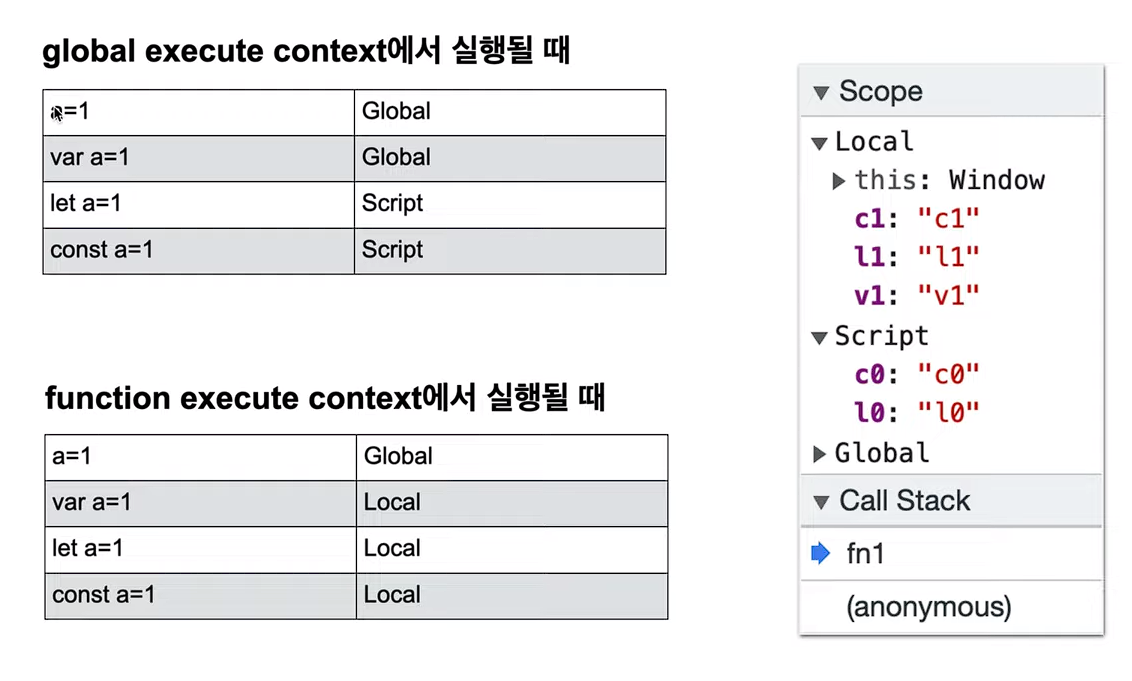 global execute context에서 실행될 때
a=1 Global
var a=1 Global
let a=1 Script
const a=1 Script
function execute context에서 실행될 때
a=1 Global
var a=1 Local
let a=1 Local
const a=1 Local
▼ Scope
▼ Local
▶ this: Window
c1: "c1"
l1: "l1"
v1: "v1"
▼ Script
c0: "c0"
l0: "l0"
▶ Global
▼ Call Stack
fn1
(anonymous)